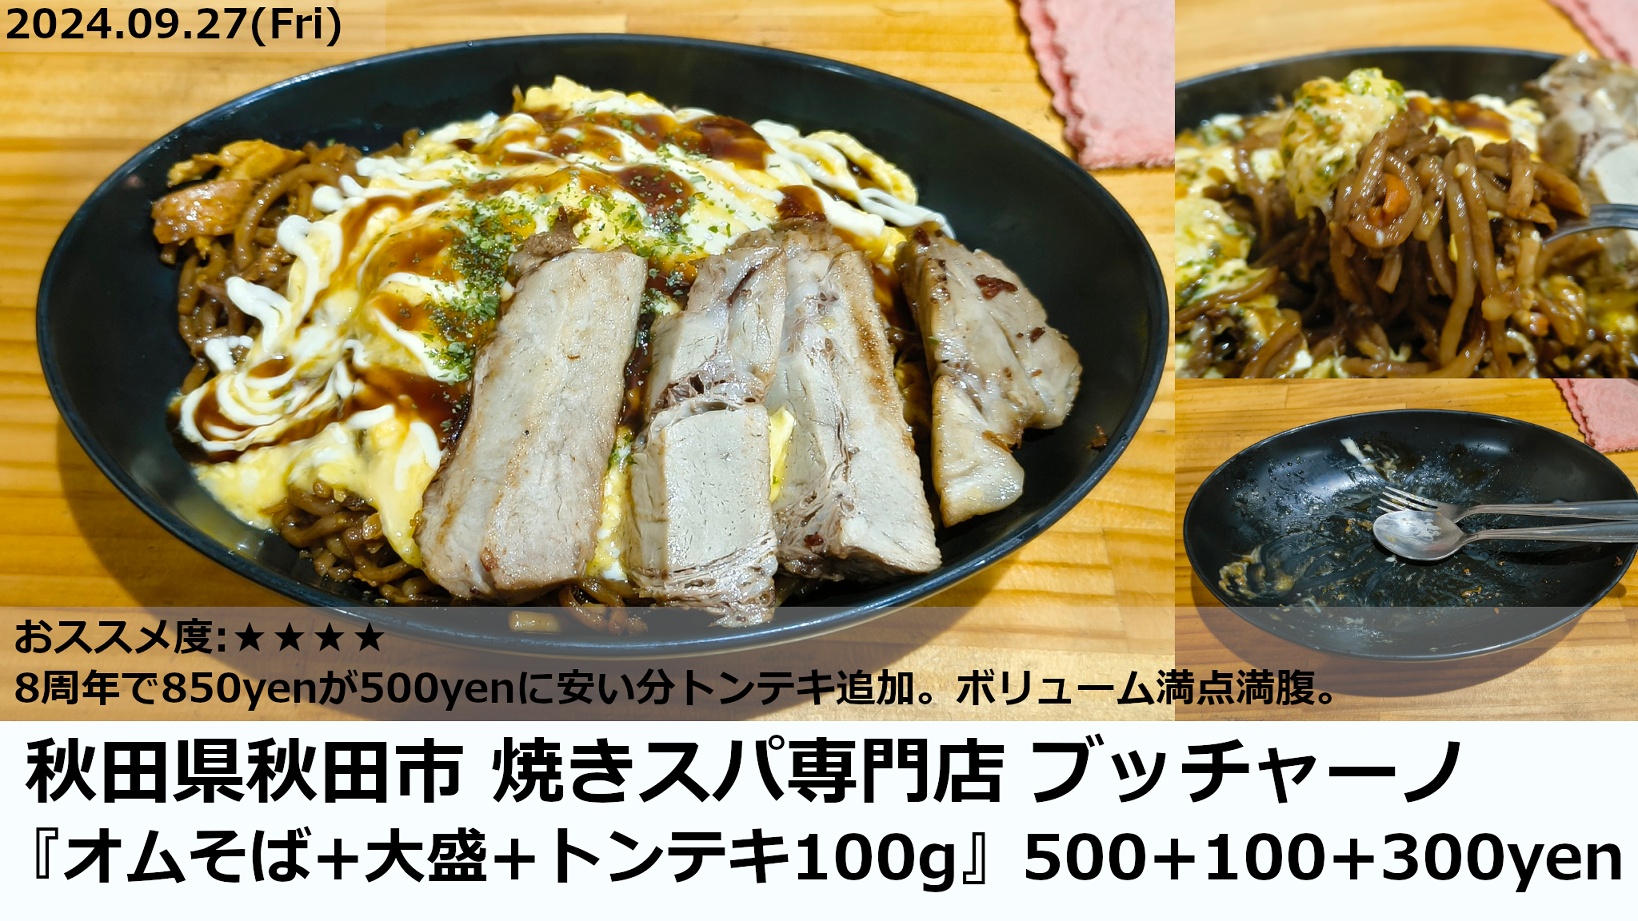 2024.09.27(Fri)
おススメ度:★★★★
8周年で850yenが500yenに安い分トンテキ追加。ボリューム満点満腹。
秋田県秋田市 焼きスパ専門店 ブッチャーノ
『オムそば+大盛+トンテキ100g』500+100+300yen